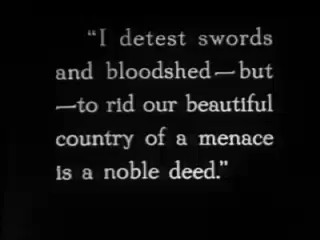 “I detest swords
and bloodshed—but
—to rid our beautiful
country of a menace
is a noble deed.”